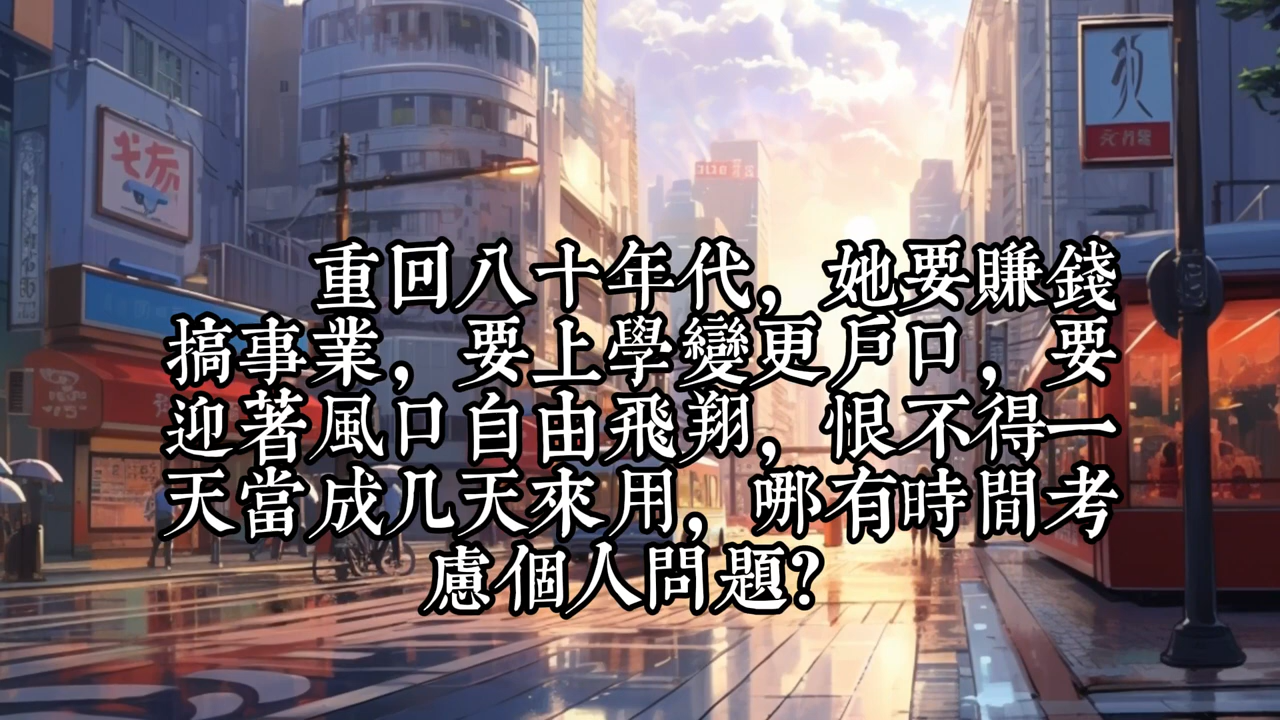 重回八十年代，她要賺錢
搞事業，要上學變更戶口，要
迎著風口自由飛翔，恨不得一
天當成几天來用，哪有時間考
慮個人問題？